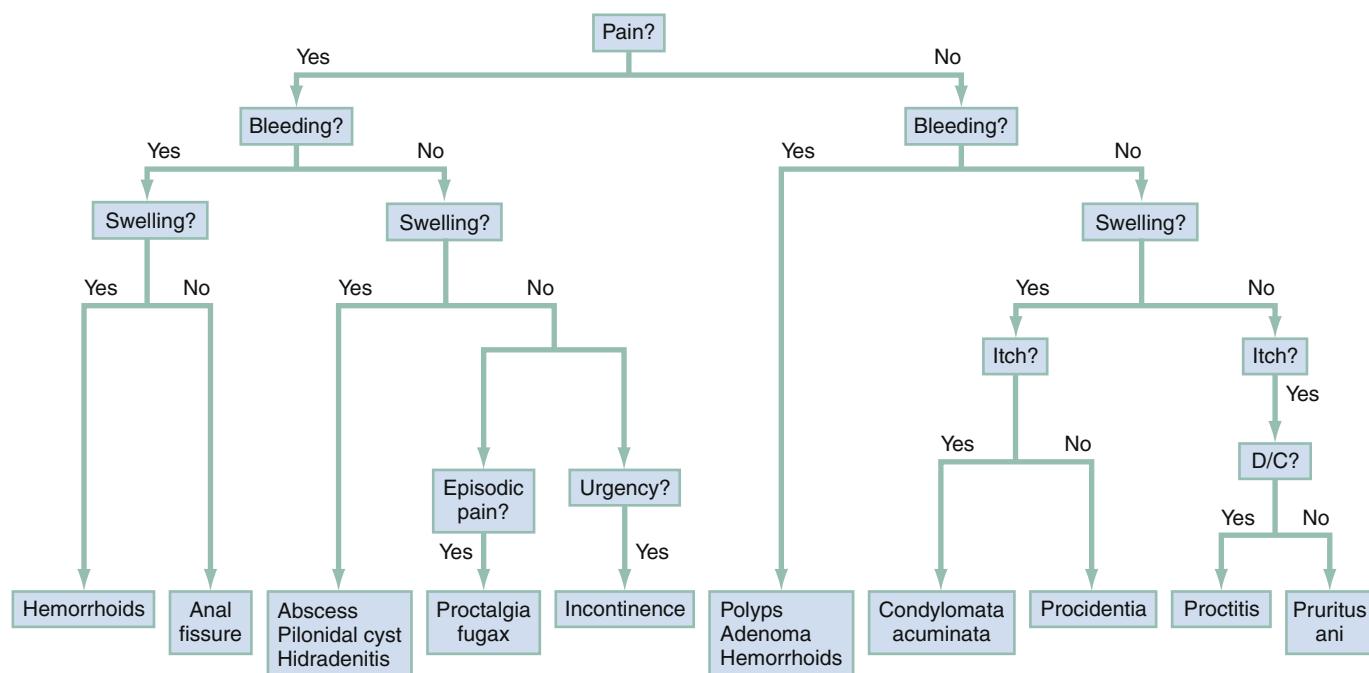 Pain?
Yes
No
Bleeding?
Bleeding?
Yes
No
Yes
No
Swelling?
Swelling?
Swelling?
Yes
No
Yes
No
Yes
No
Itch?
Itch?
Yes
Yes
No
D/C?
Episodic
pain?
Urgency?
Yes
No
Yes
Yes
Hemorrhoids
Anal
fissure
Abscess
Pilonidal cyst
Hidradenitis
Proctalgia
fugax
Incontinence
Polyps
Adenoma
Hemorrhoids
Condylomata
acuminata
Procidentia
Proctitis
Pruritus
ani